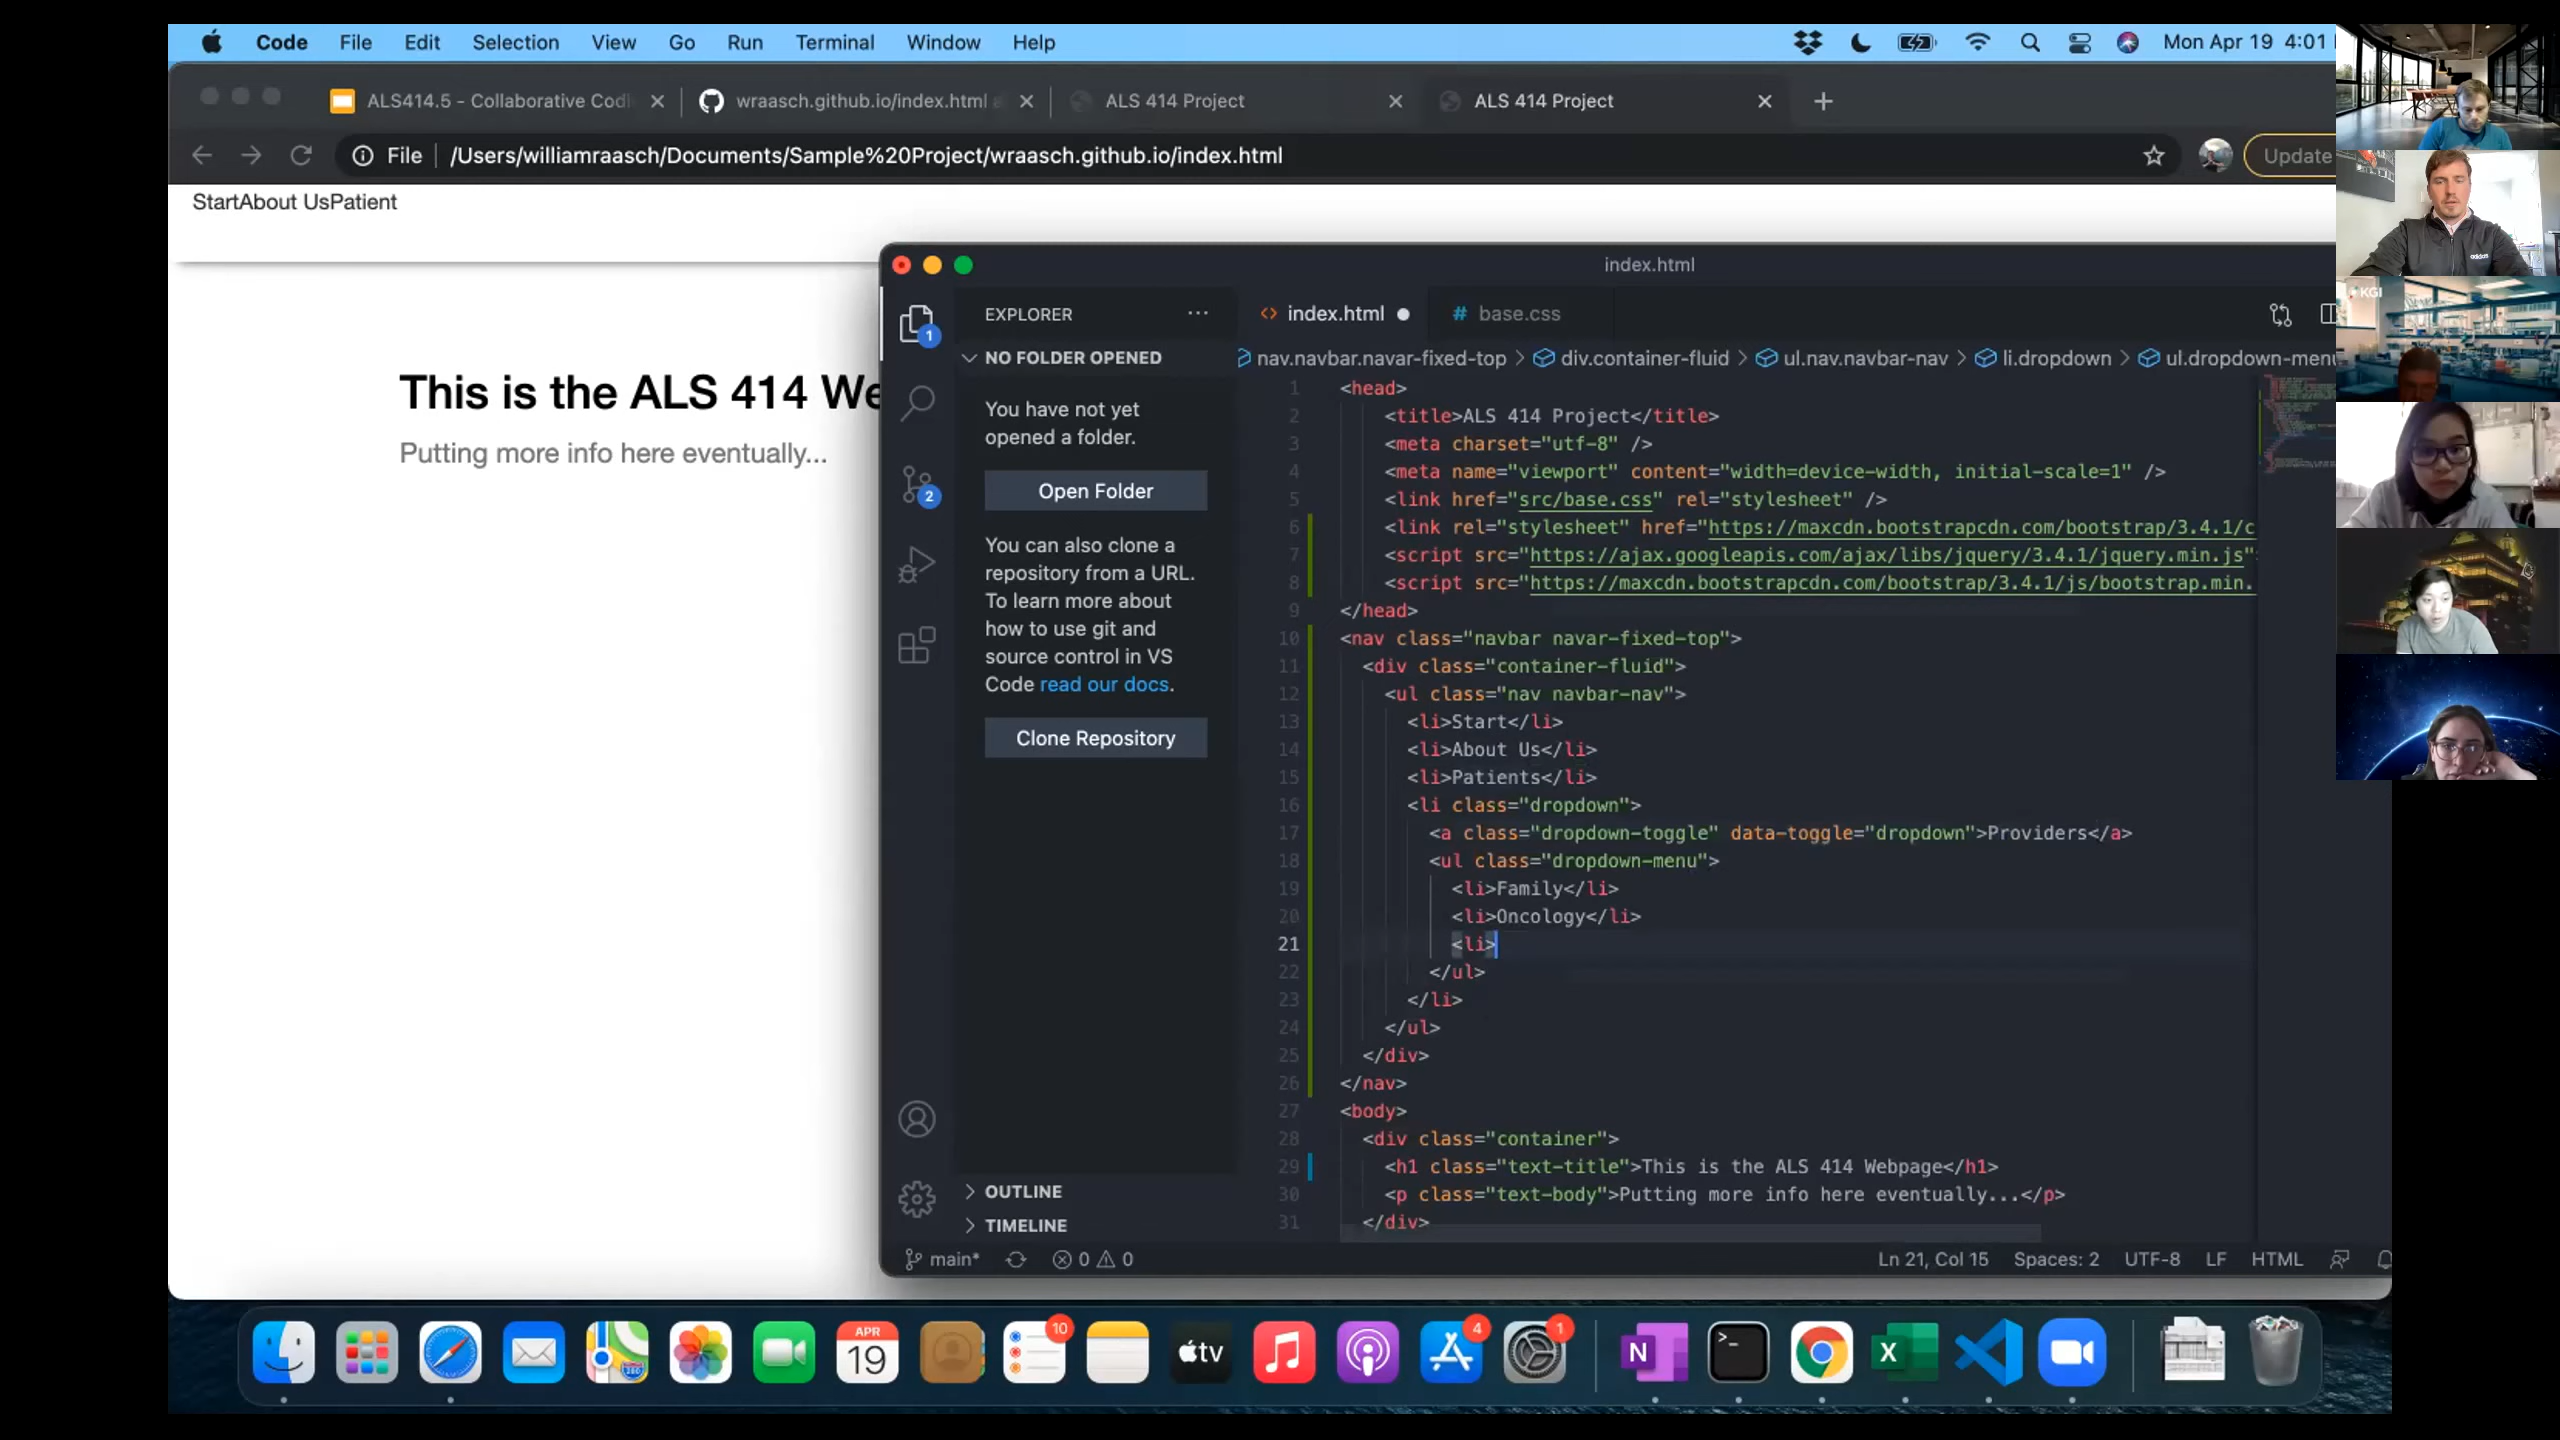 Code File Edit Selection View Go Run Terminal Window Help Mon Apr 19 4:01
ALS414.5 - Collaborative Codi
wraasch.github.io/index.html
ALS 414 Project
ALS 414 Project
File /Users/williamraasch/Documents/Sample%20Project/wraasch.github.io/index.html
Update
StartAbout UsPatient
This is the ALS 414 We
Putting more info here eventually...
index.html
EXPLORER
index.html
# base.css
NO FOLDER OPENED
nav.navbar.navar-fixed-top > div.container-fluid > ul.nav.navbar-nav > li.dropdown > ul.dropdown-menu
You have not yet
opened a folder.
Open Folder
You can also clone a
repository from a URL.
To learn more about
how to use git and
source control in VS
Code read our docs.
Clone Repository
OUTLINE
TIMELINE
1
2
1 <head>
2 <title>ALS 414 Project</title>
3 <meta charset="utf-8" />
4 <meta name="viewport" content="width=device-width, initial-scale=1" />
5 <link href="src/base.css" rel="stylesheet" />
6 <link rel="stylesheet" href="https://maxcdn.bootstrapcdn.com/bootstrap/3.4.1/c
7 <script src="https://ajax.googleapis.com/ajax/libs/jquery/3.4.1/jquery.min.js"
8 <script src="https://maxcdn.bootstrapcdn.com/bootstrap/3.4.1/js/bootstrap.min.
9 </head>
10 <nav class="navbar navar-fixed-top">
11 <div class="container-fluid">
12 <ul class="nav navbar-nav">
13 <li>Start</li>
14 <li>About Us</li>
15 <li>Patients</li>
16 <li class="dropdown">
17 <a class="dropdown-toggle" data-toggle="dropdown">Providers</a>
18 <ul class="dropdown-menu">
19 <li>Family</li>
20 <li>Oncology</li>
21 <li>
22 </ul>
23 </li>
24 </ul>
25 </div>
26 </nav>
27 <body>
28 <div class="container">
29 <h1 class="text-title">This is the ALS 414 Webpage</h1>
30 <p class="text-body">Putting more info here eventually...</p>
31 </div>
main* 0 0 Ln 21, Col 15 Spaces: 2 UTF-8 LF HTML
KGI
adidas
APR
19
10
tv
4
1
N
>_
X